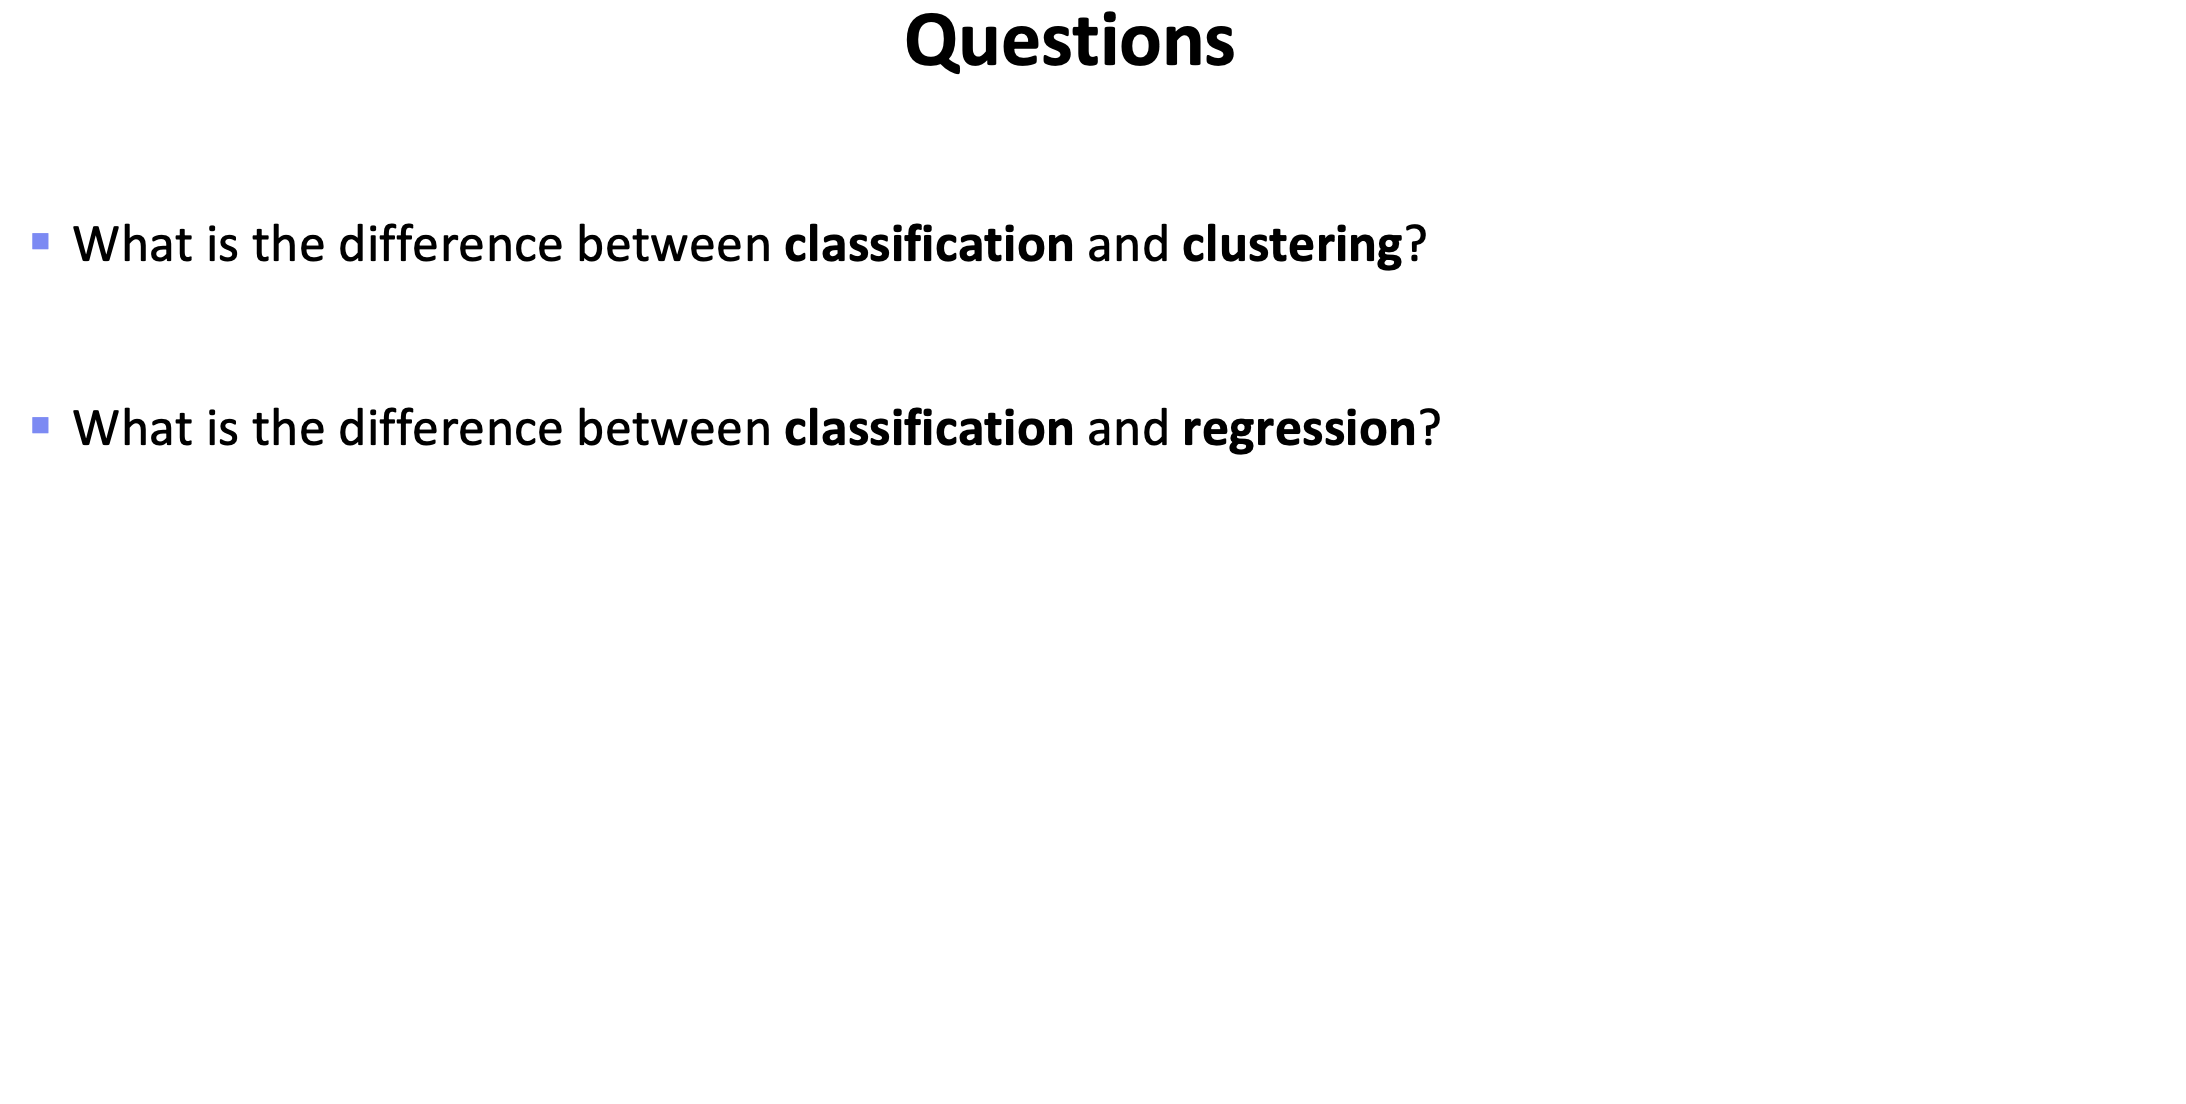 Questions
What is the difference between classification and clustering?
What is the difference between classification and regression?